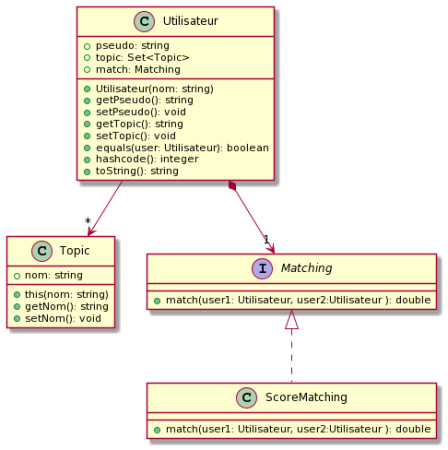 C Utilisateur
pseudo: string
topic: Set<Topic>
match: Matching
Utilisateur(nom: string)
getPseudo(): string
setPseudo(): void
getTopic(): string
setTopic(): void
equals(user: Utilisateur): boolean
hashcode(): integer
toString(): string
*
1
C Topic
nom: string
this(nom: string)
getNom(): string
setNom(): void
I Matching
match(user1: Utilisateur, user2:Utilisateur ): double
C ScoreMatching
match(user1: Utilisateur, user2:Utilisateur ): double